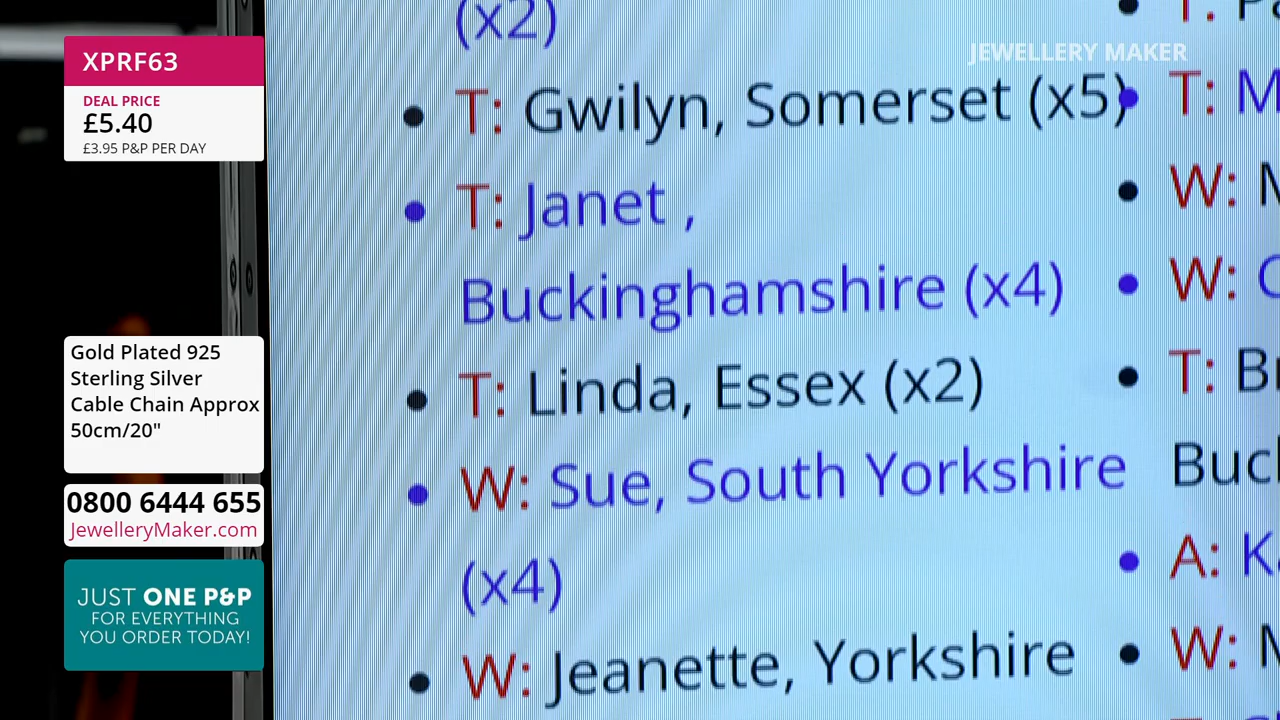 XPRF63
DEAL PRICE
£5.40
£3.95 P&P PER DAY
Gold Plated 925
Sterling Silver
Cable Chain Approx
50cm/20"
0800 6444 655
JewelleryMaker.com
JUST ONE P&P
FOR EVERYTHING
YOU ORDER TODAY!
JEWELLERY MAKER
(x2)
• T: Gwilyn, Somerset (x5)
• T: Janet ,
Buckinghamshire (x4)
• T: Linda, Essex (x2)
• W: Sue, South Yorkshire
(x4)
• W: Jeanette, Yorkshire
• T:
• T:
• W:
• W:
• T:
• A:
• W: